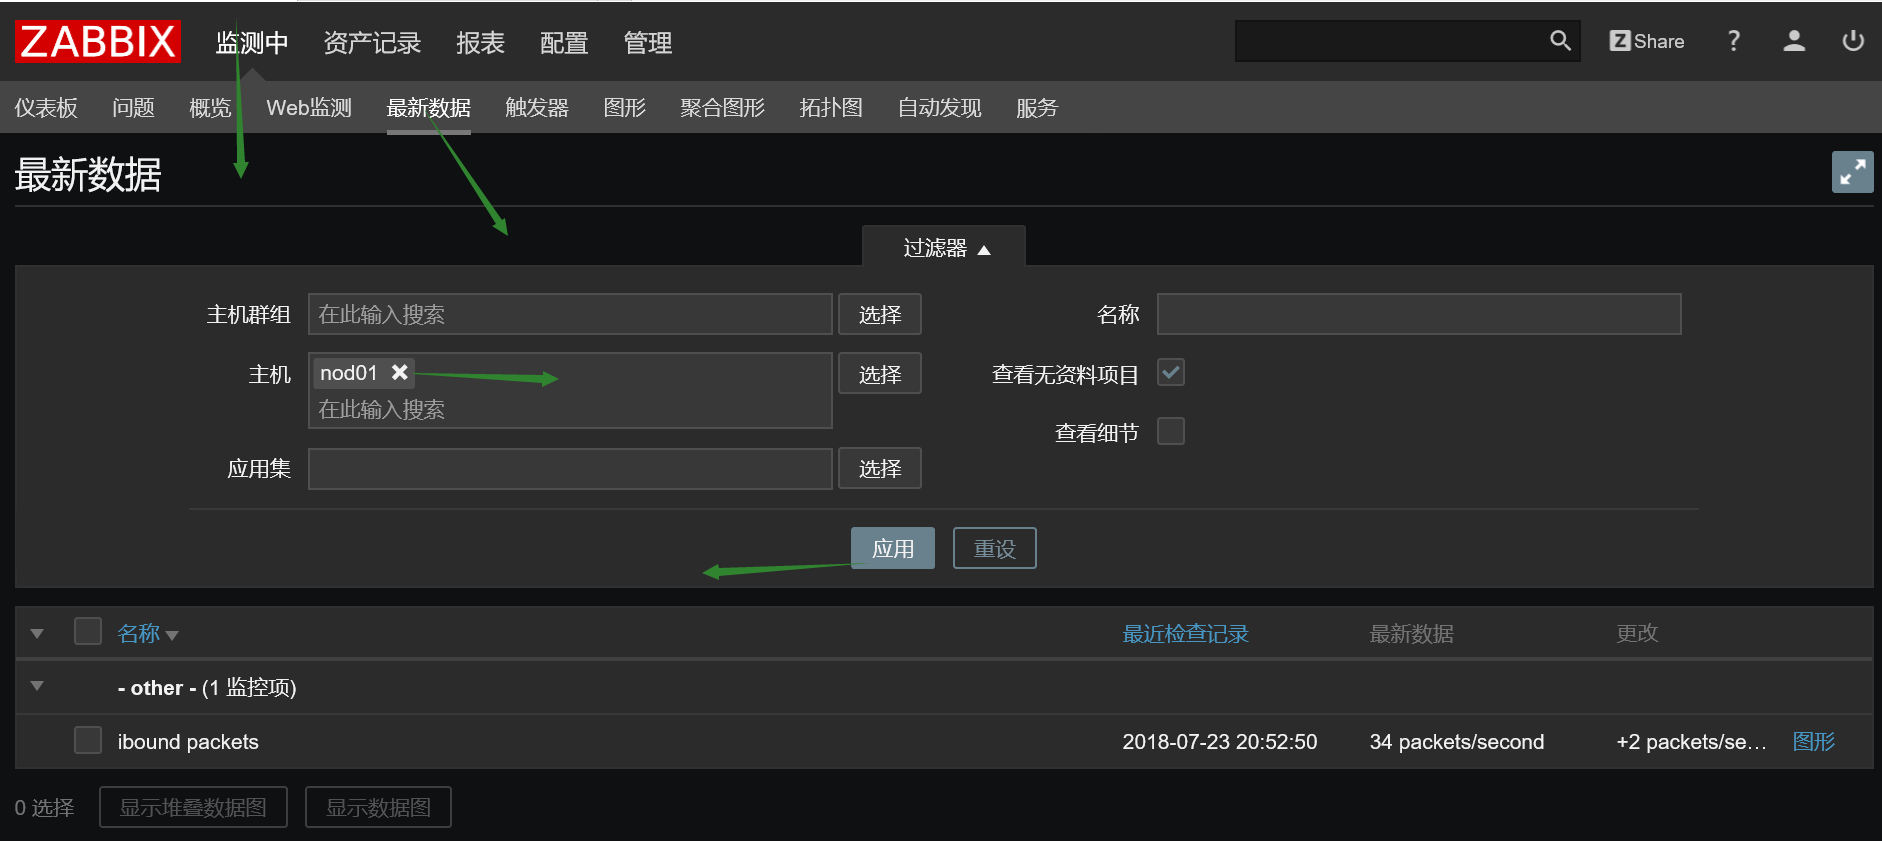 ZABBIX 监测中 资产记录 报表 配置 管理 Z Share ?
仪表板 问题 概览 Web监测 最新数据 触发器 图形 聚合图形 拓扑图 自动发现 服务
最新数据
过滤器
主机群组 在此输入搜索 选择 名称
主机 nod01 选择 查看无资料项目
在此输入搜索
查看细节
应用集 选择
应用 重设
名称 最近检查记录 最新数据 更改
- other - (1 监控项)
ibound packets 2018-07-23 20:52:50 34 packets/second +2 packets/se... 图形
0 选择 显示堆叠数据图 显示数据图